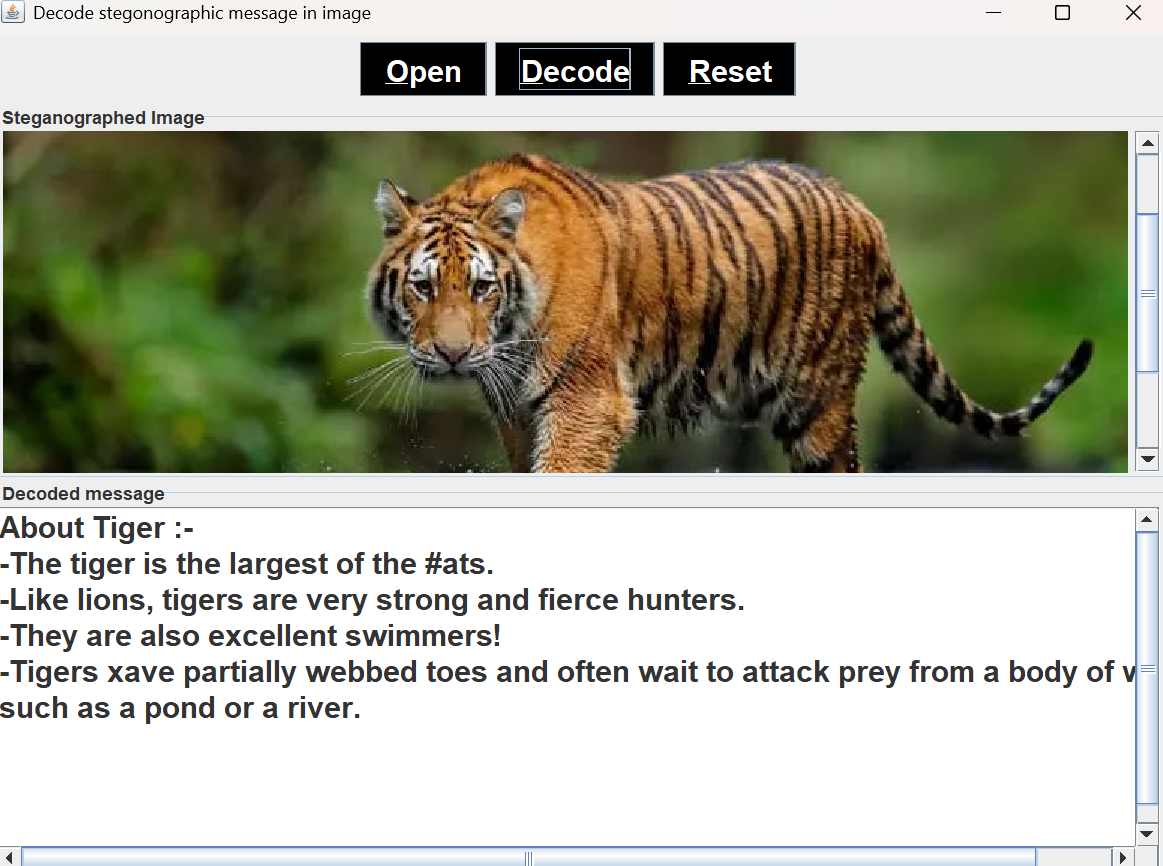 Decode stegonographic message in image
Open Decode Reset
Steganographed Image
Decoded message
About Tiger :-
-The tiger is the largest of the #ats.
-Like lions, tigers are very strong and fierce hunters.
-They are also excellent swimmers!
-Tigers xave partially webbed toes and often wait to attack prey from a body of
such as a pond or a river.